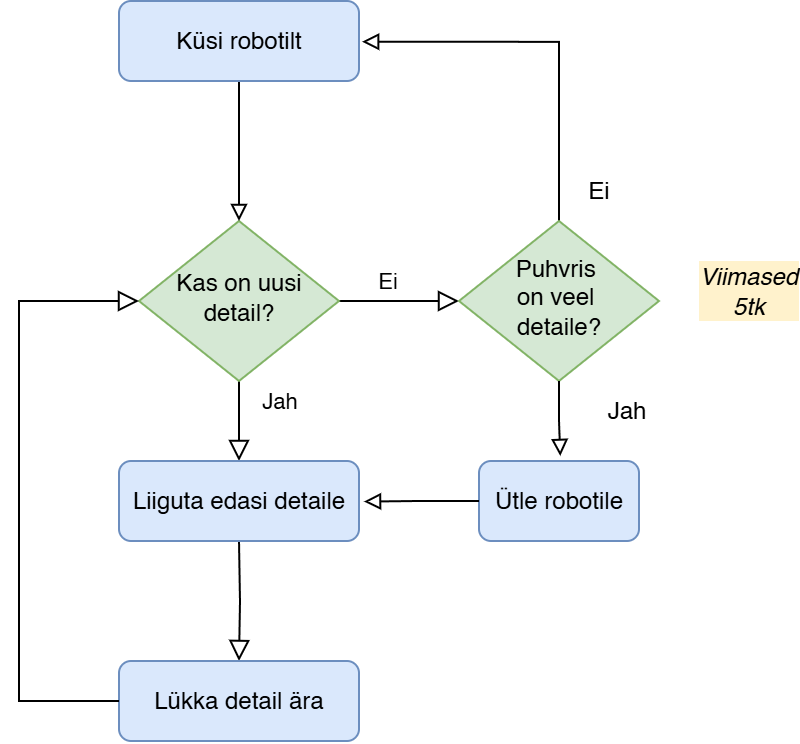 Küsi robotilt
Ei
Kas on uusi
detail?
Ei
Puhvris
on veel
detaile?
Viimased
5tk
Jah
Jah
Liiguta edasi detaile
Ütle robotile
Lükka detail ära